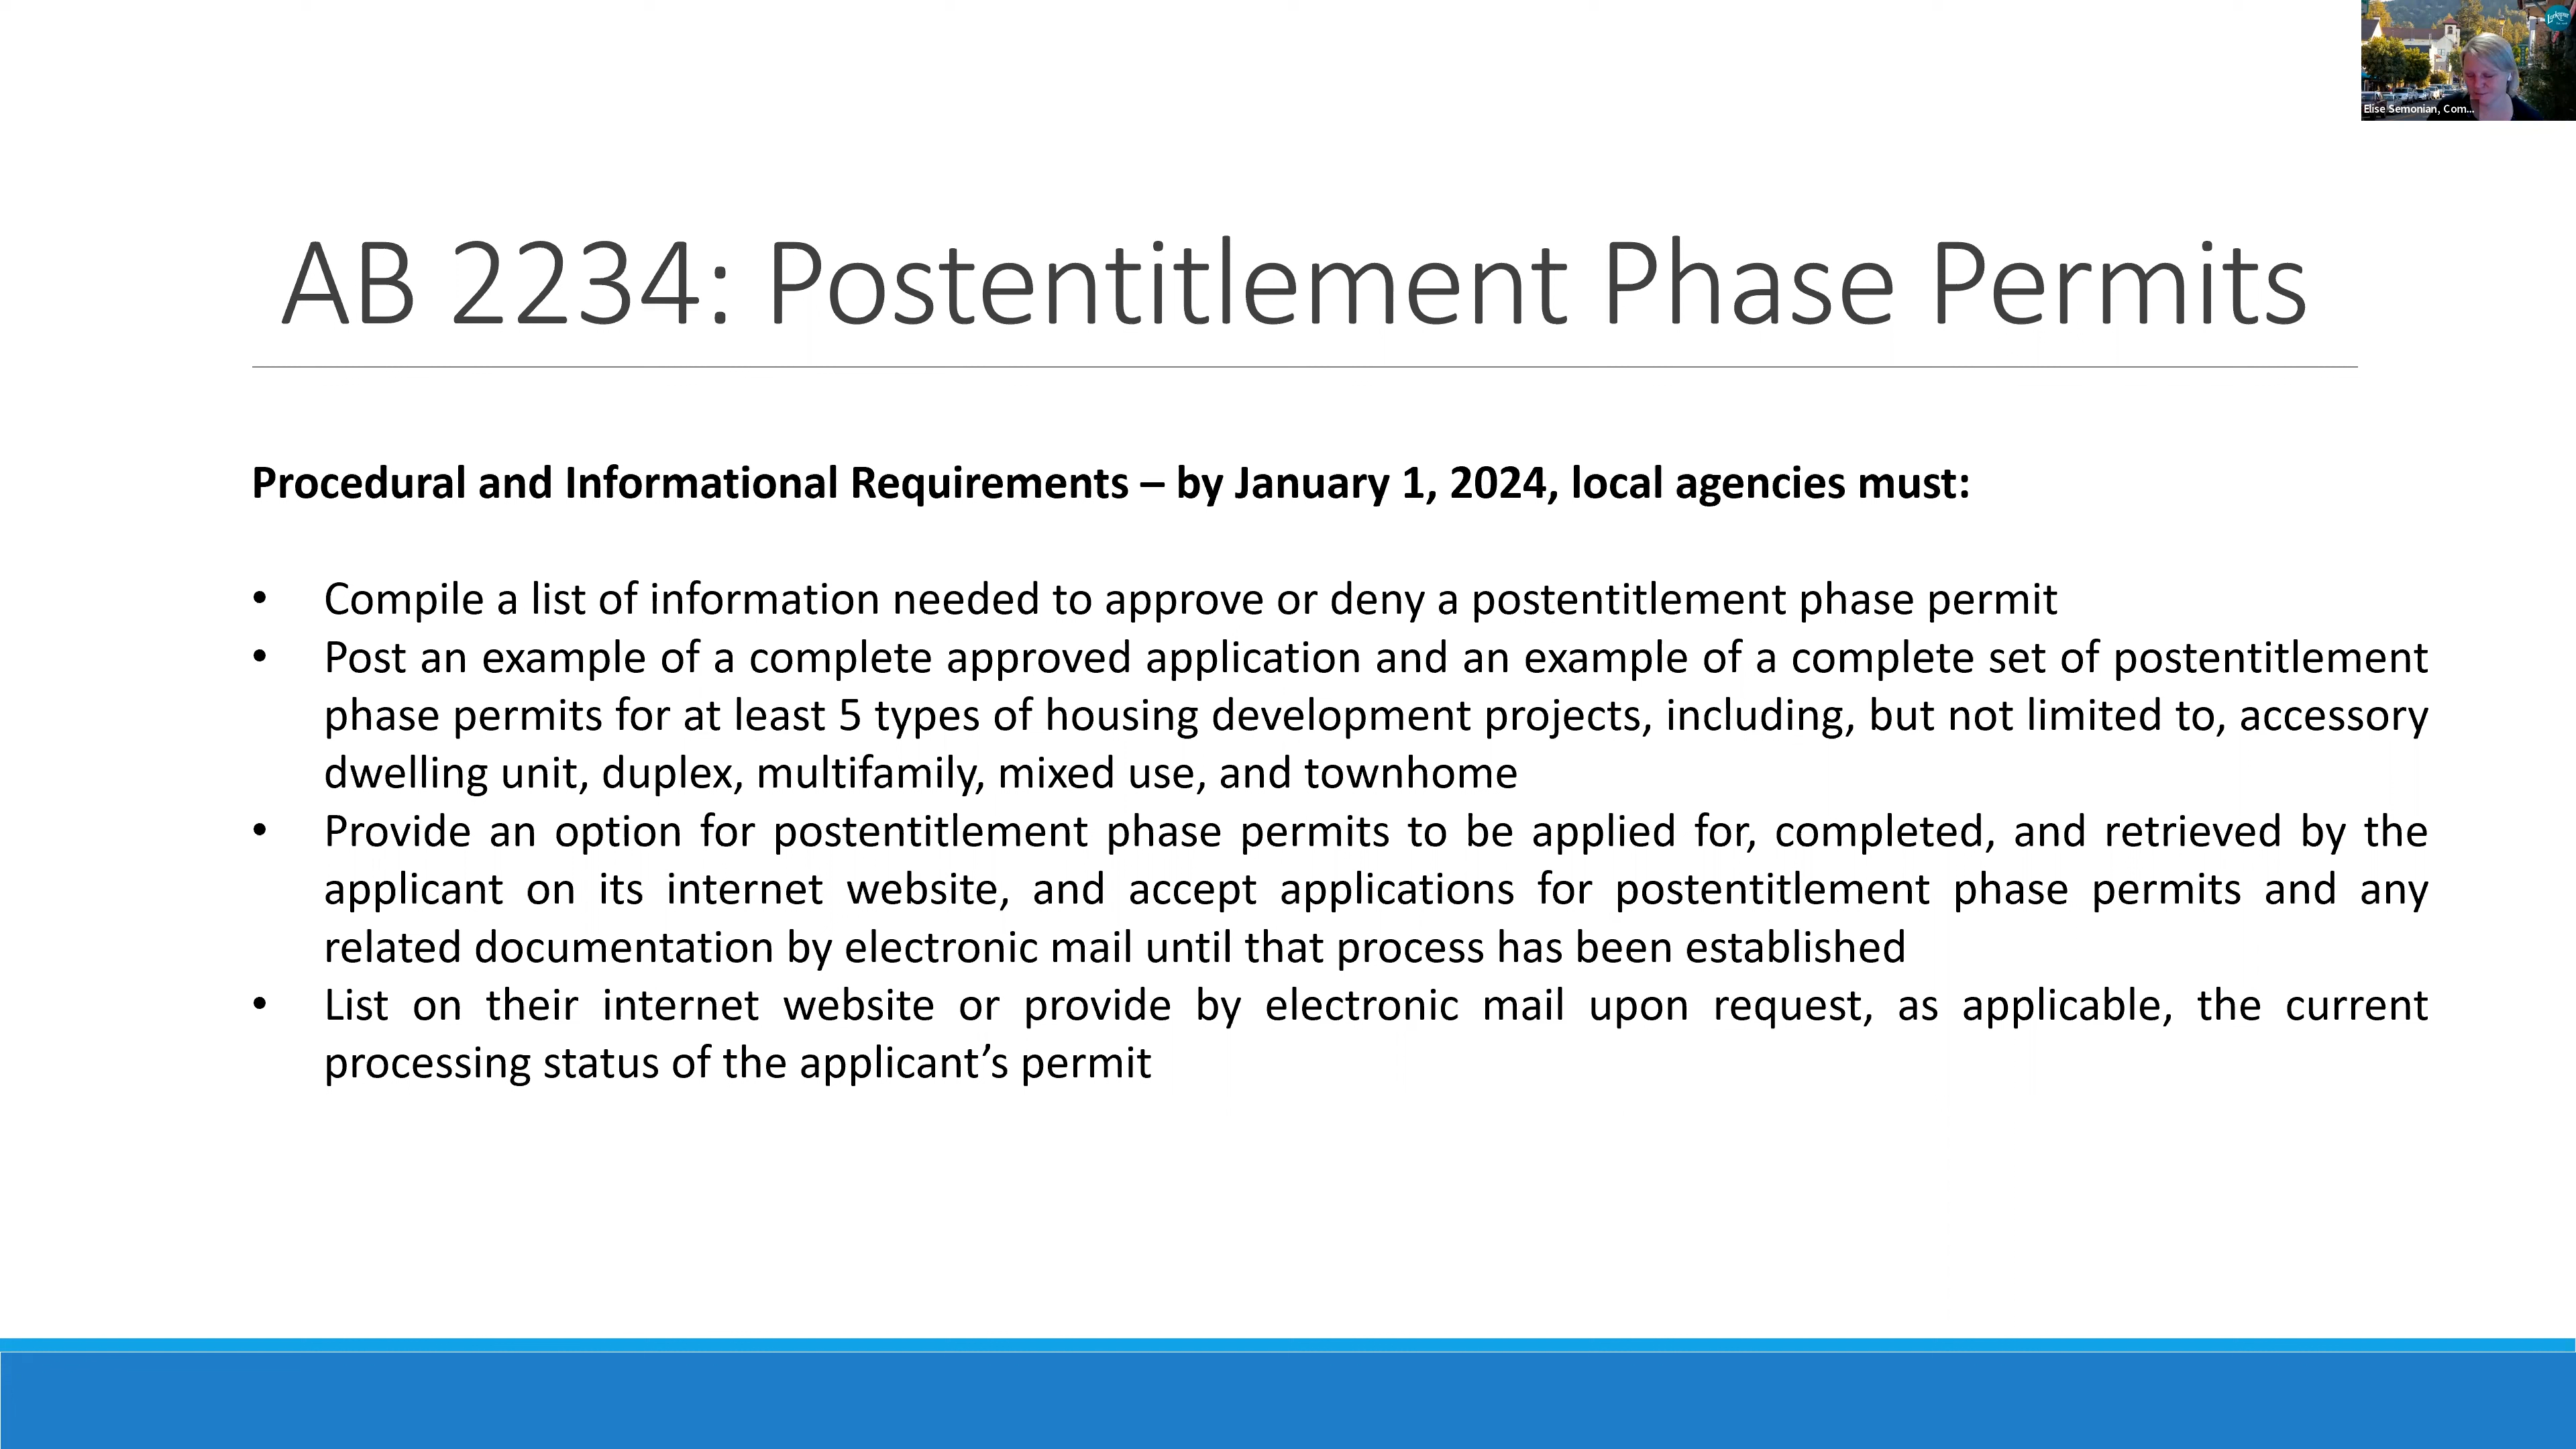 Elise Semonian, Com...
AB 2234: Postentitlement Phase Permits
Procedural and Informational Requirements – by January 1, 2024, local agencies must:
• Compile a list of information needed to approve or deny a postentitlement phase permit
• Post an example of a complete approved application and an example of a complete set of postentitlement
phase permits for at least 5 types of housing development projects, including, but not limited to, accessory
dwelling unit, duplex, multifamily, mixed use, and townhome
• Provide an option for postentitlement phase permits to be applied for, completed, and retrieved by the
applicant on its internet website, and accept applications for postentitlement phase permits and any
related documentation by electronic mail until that process has been established
• List on their internet website or provide by electronic mail upon request, as applicable, the current
processing status of the applicant’s permit